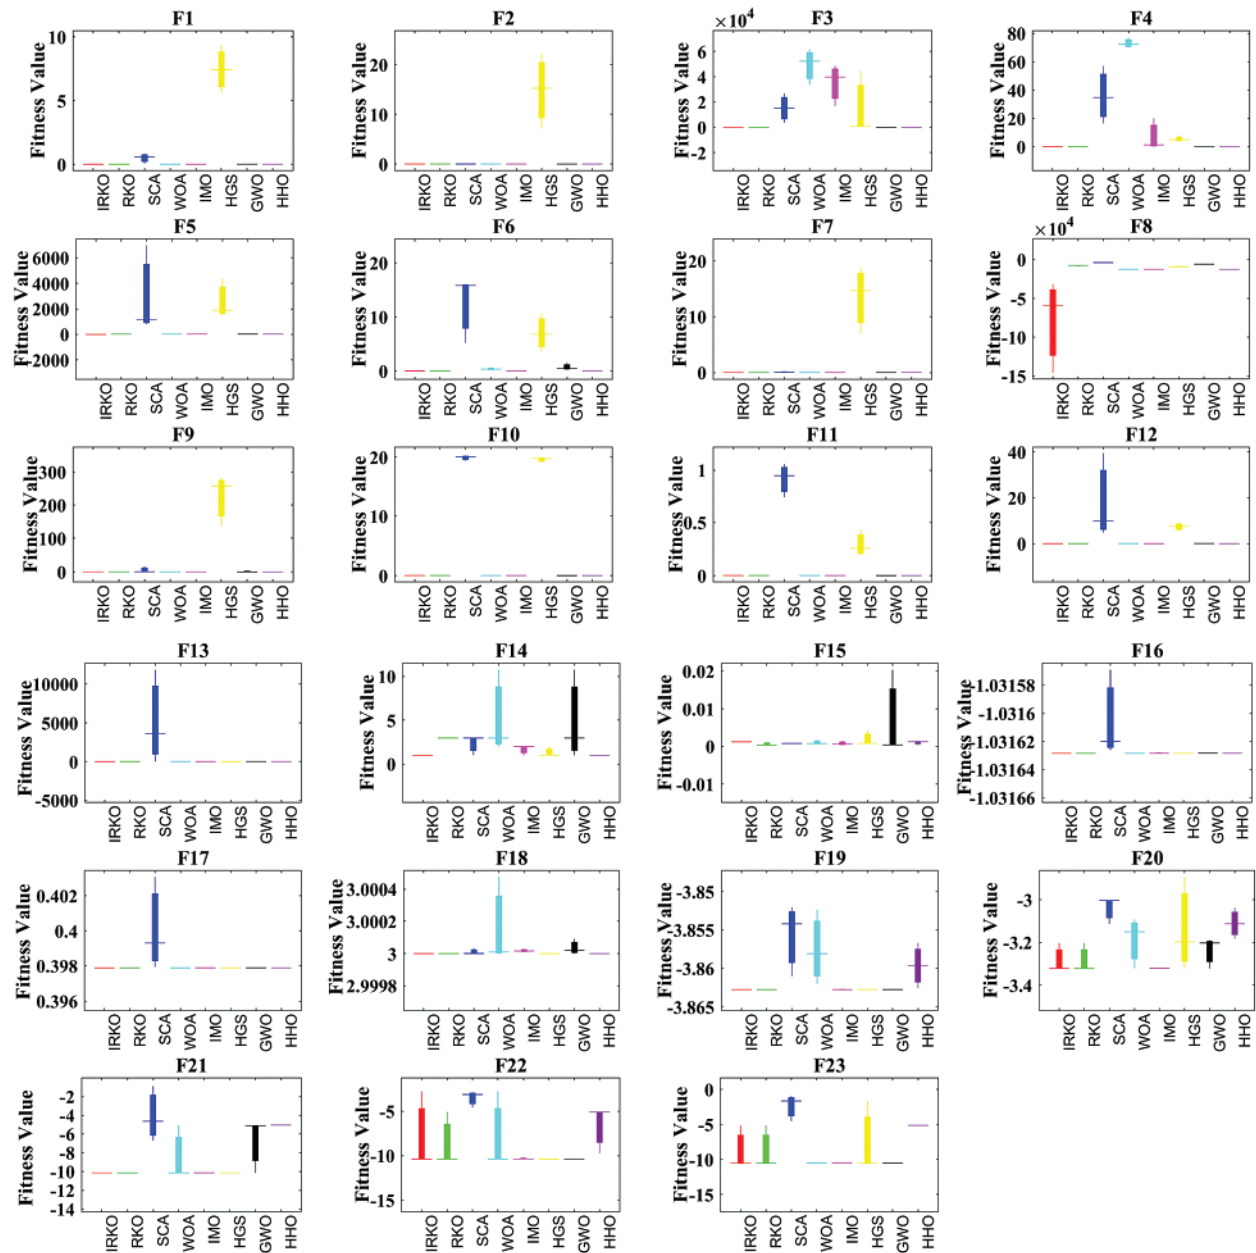 F1
Fitness Value
10
5
0
IRKO RKO SCA WOA IMO HGS GWO HHO
F2
Fitness Value
20
10
0
IRKO RKO SCA WOA IMO HGS GWO HHO
F3
×10^4
Fitness Value
6
4
2
0
-2
IRKO RKO SCA WOA IMO HGS GWO HHO
F4
Fitness Value
80
60
40
20
0
IRKO RKO SCA WOA IMO HGS GWO HHO
F5
Fitness Value
6000
4000
2000
0
-2000
IRKO RKO SCA WOA IMO HGS GWO HHO
F6
Fitness Value
20
10
0
IRKO RKO SCA WOA IMO HGS GWO HHO
F7
Fitness Value
20
10
0
IRKO RKO SCA WOA IMO HGS GWO HHO
F8
×10^4
Fitness Value
0
-5
-10
-15
IRKO RKO SCA WOA IMO HGS GWO HHO
F9
Fitness Value
300
200
100
0
IRKO RKO SCA WOA IMO HGS GWO HHO
F10
Fitness Value
20
10
0
IRKO RKO SCA WOA IMO HGS GWO HHO
F11
Fitness Value
1
0.5
0
IRKO RKO SCA WOA IMO HGS GWO HHO
F12
Fitness Value
40
20
0
IRKO RKO SCA WOA IMO HGS GWO HHO
F13
Fitness Value
10000
5000
0
-5000
IRKO RKO SCA WOA IMO HGS GWO HHO
F14
Fitness Value
10
5
0
IRKO RKO SCA WOA IMO HGS GWO HHO
F15
Fitness Value
0.02
0.01
0
-0.01
IRKO RKO SCA WOA IMO HGS GWO HHO
F16
Fitness Value
-1.03158
-1.0316
-1.03162
-1.03164
-1.03166
IRKO RKO SCA WOA IMO HGS GWO HHO
F17
Fitness Value
0.402
0.4
0.398
0.396
IRKO RKO SCA WOA IMO HGS GWO HHO
F18
Fitness Value
3.0004
3.0002
3
2.9998
IRKO RKO SCA WOA IMO HGS GWO HHO
F19
Fitness Value
-3.85
-3.855
-3.86
-3.865
IRKO RKO SCA WOA IMO HGS GWO HHO
F20
Fitness Value
-3
-3.2
-3.4
IRKO RKO SCA WOA IMO HGS GWO HHO
F21
Fitness Value
-2
-4
-6
-8
-10
-12
-14
IRKO RKO SCA WOA IMO HGS GWO HHO
F22
Fitness Value
-5
-10
-15
IRKO RKO SCA WOA IMO HGS GWO HHO
F23
Fitness Value
0
-5
-10
-15
IRKO RKO SCA WOA IMO HGS GWO HHO